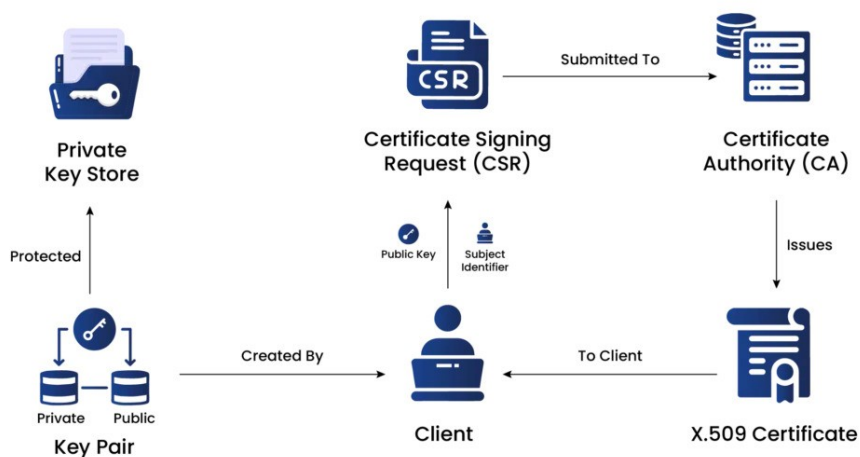 CSR
Submitted To
Private
Key Store
Certificate Signing
Request (CSR)
Certificate
Authority (CA)
Protected
Public Key
Subject
Identifier
Issues
Created By
To Client
Private
Public
Key Pair
Client
X.509 Certificate